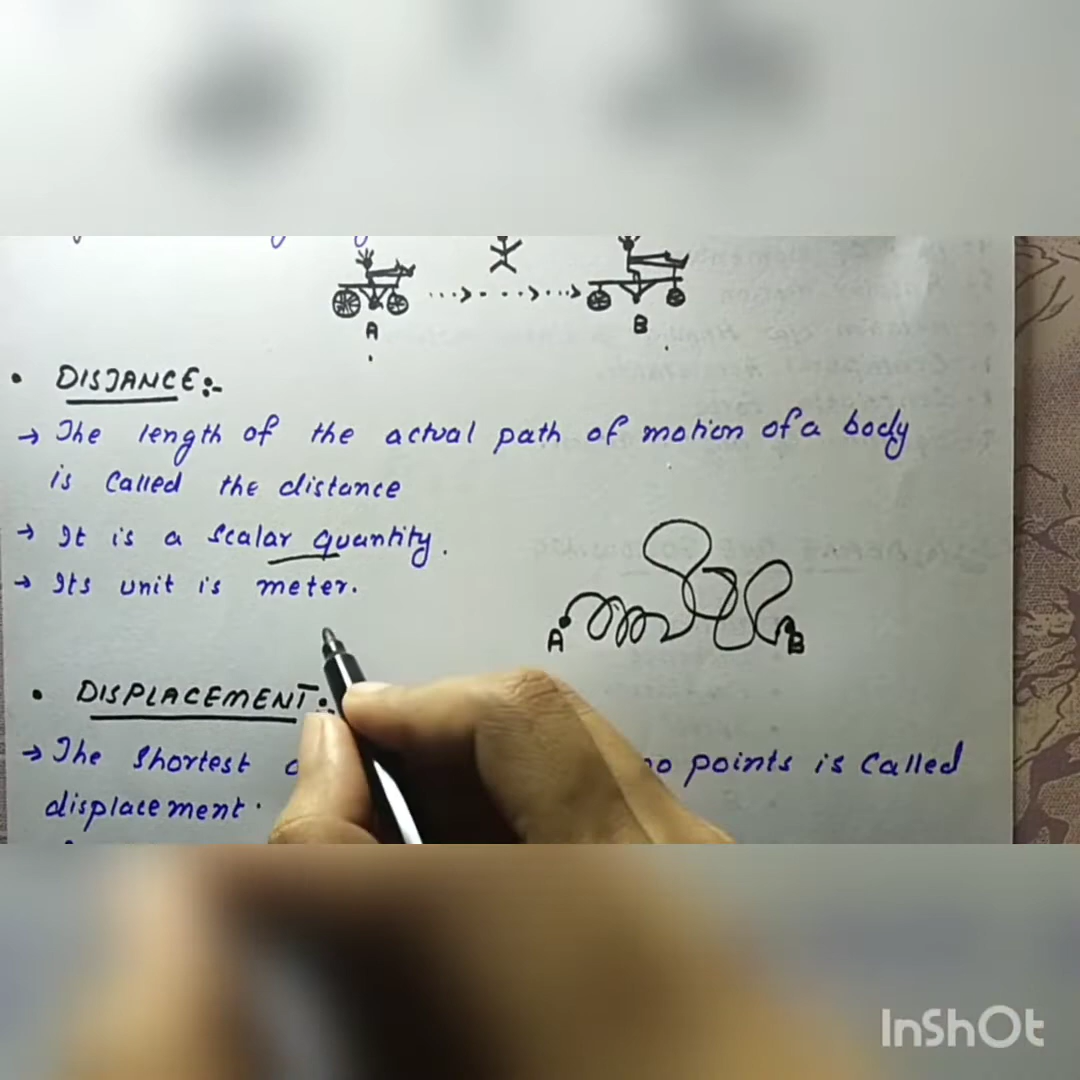 A
B
• DISTANCE:-
→ The length of the actual path of motion of a body
is called the distance
→ It is a scalar quantity.
→ Its unit is meter.
A
B
• DISPLACEMENT:-
→ The shortest points is called
displacement.
InShOt